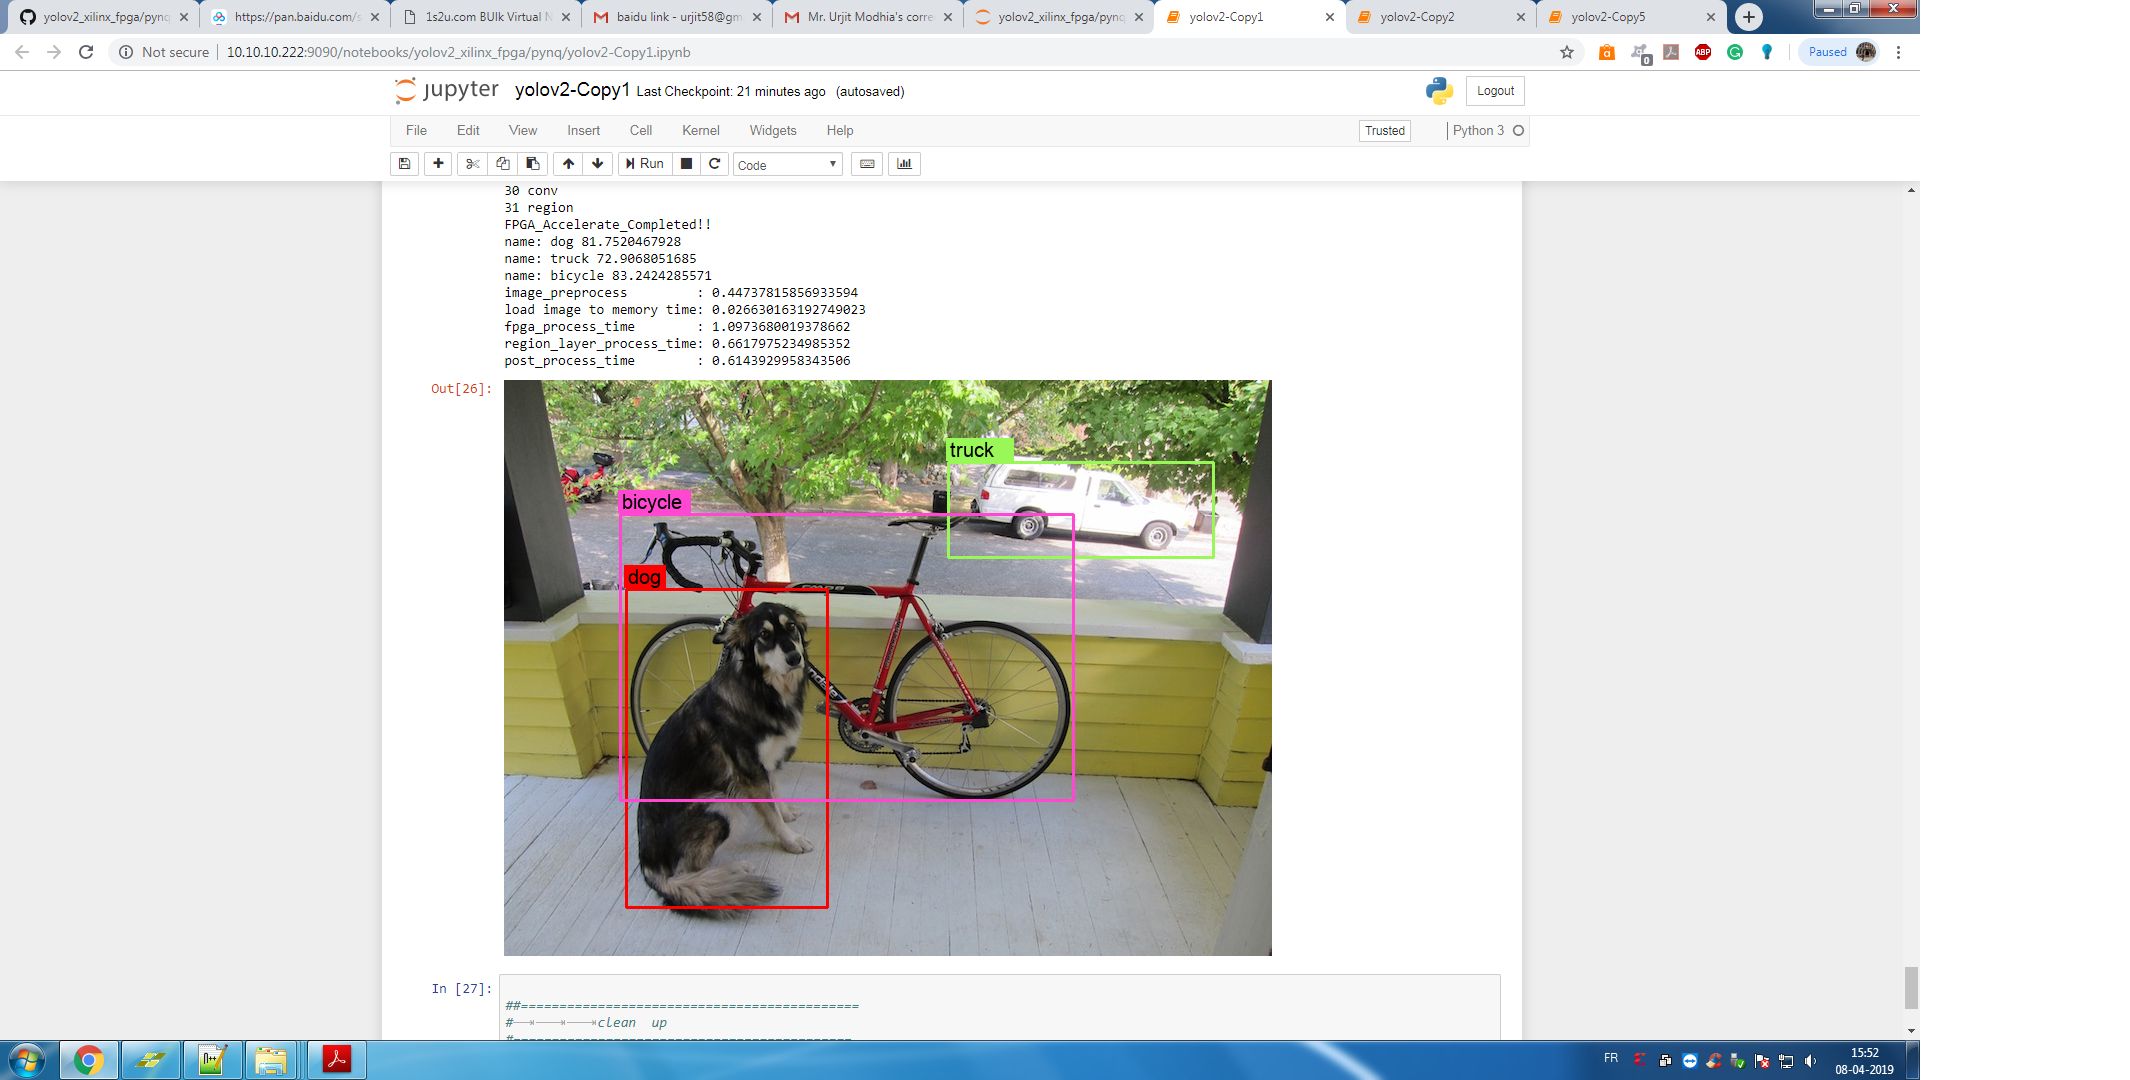 yolov2_xilinx_fpga/pynq
https://pan.baidu.com/s
1s2u.com BUlk Virtual N
baidu link - urjit58@gm
Mr. Urjit Modhia's corre
yolov2_xilinx_fpga/pynq
yolov2-Copy1
yolov2-Copy2
yolov2-Copy5
Not secure
10.10.10.222:9090/notebooks/yolov2_xilinx_fpga/pynq/yolov2-Copy1.ipynb
ABP
0
Paused
jupyter yolov2-Copy1 Last Checkpoint: 21 minutes ago (autosaved)
Logout
File Edit View Insert Cell Kernel Widgets Help
Trusted
Python 3
Run
Code
30 conv
31 region
FPGA_Accelerate_Completed!!
name: dog 81.7520467928
name: truck 72.9068051685
name: bicycle 83.2424285571
image_preprocess : 0.44737815856933594
load image to memory time: 0.026630163192749023
fpga_process_time : 1.0973680019378662
region_layer_process_time: 0.6617975234985352
post_process_time : 0.6143929958343506
Out[26]:
truck
bicycle
dog
In [27]:
##============================================
#clean up
#============================================
FR
15:52
08-04-2019